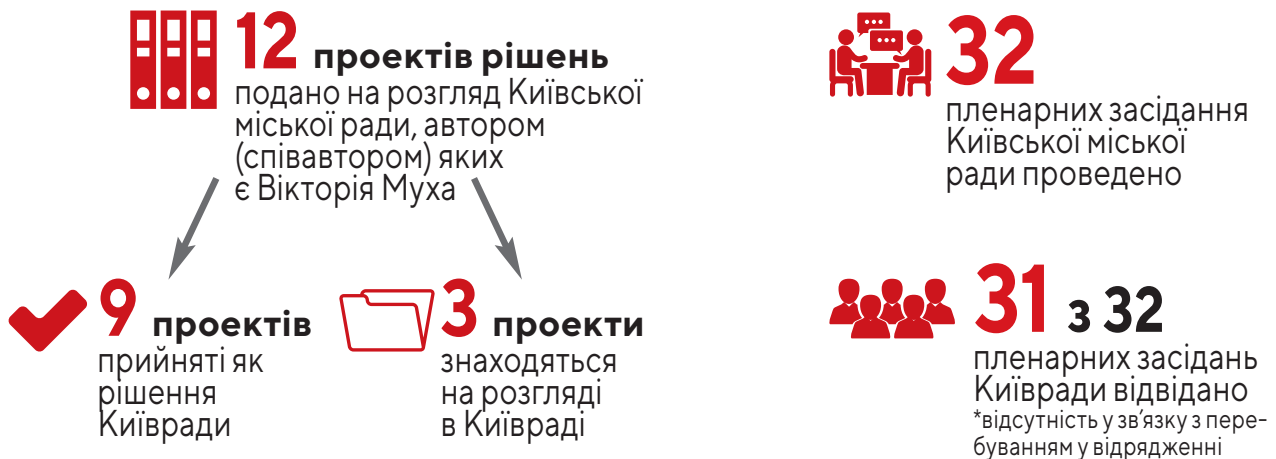 12 проектів рішень
подано на розгляд Київської
міської ради, автором
(співавтором) яких
є Вікторія Муха
9 проектів
прийняті як
рішення
Київради
3 проекти
знаходяться
на розгляді
в Київраді
32
пленарних засідання
Київської міської
ради проведено
31 з 32
пленарних засідань
Київради відвідано
*відсутність у зв’язку з пере-
буванням у відрядженні